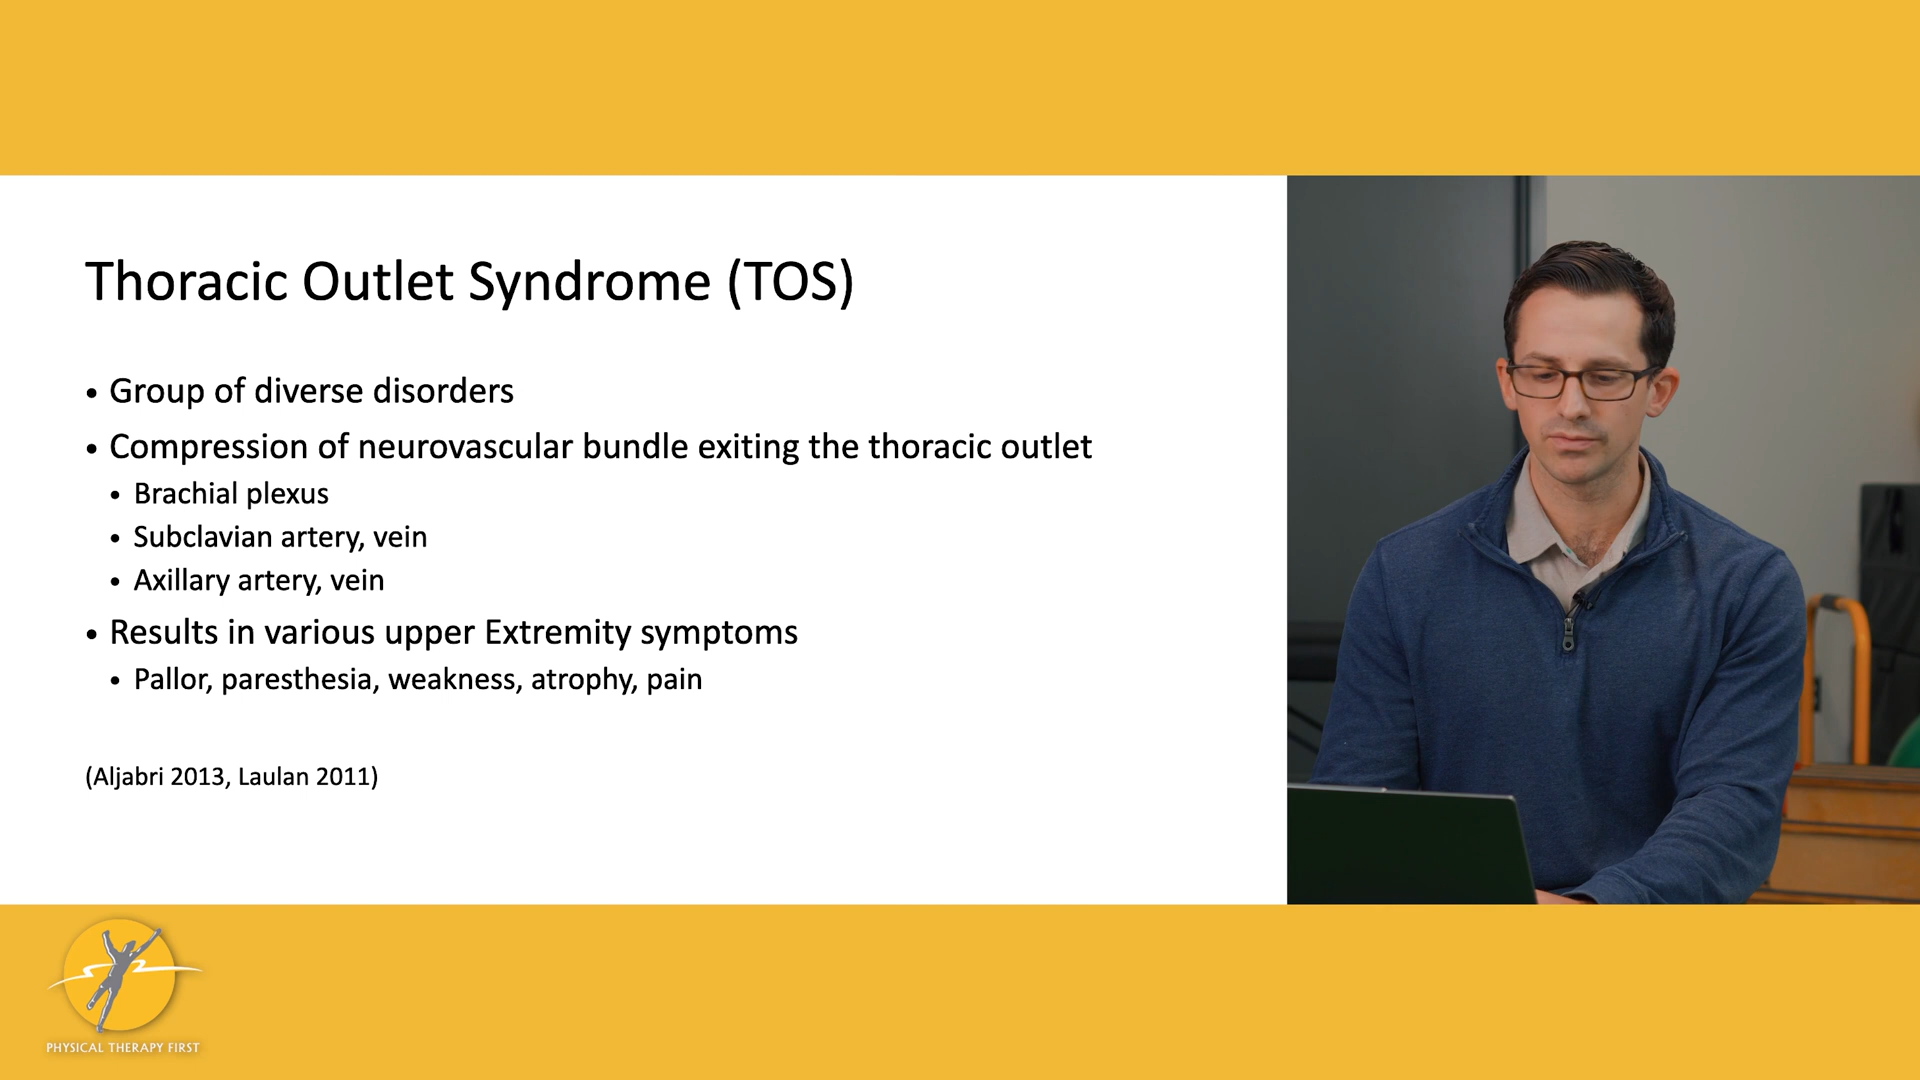 Thoracic Outlet Syndrome (TOS)
• Group of diverse disorders
• Compression of neurovascular bundle exiting the thoracic outlet
• Brachial plexus
• Subclavian artery, vein
• Axillary artery, vein
• Results in various upper Extremity symptoms
• Pallor, paresthesia, weakness, atrophy, pain
(Aljabri 2013, Laulan 2011)
PHYSICAL THERAPY FIRST